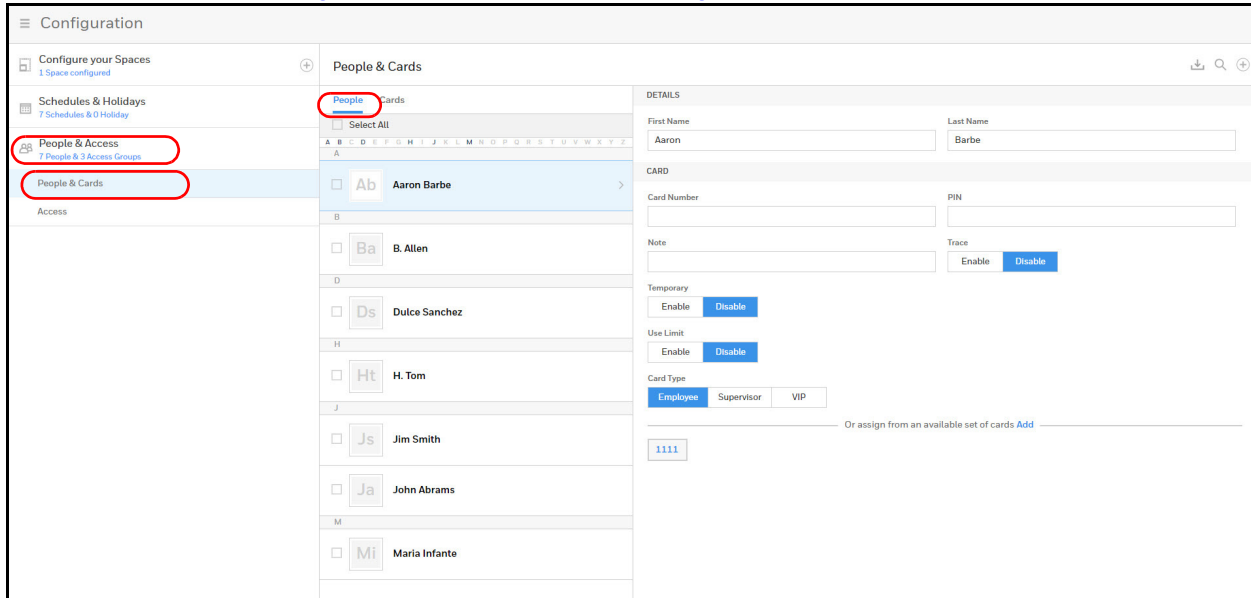 Configuration
Configure your Spaces
1 Space configured
Schedules & Holidays
7 Schedules & 0 Holiday
People & Access
7 People & 3 Access Groups
People & Cards
Access
People & Cards
People Cards
Select All
A B C D E F G H I J K L M N O P Q R S T U V W X Y Z
A
Ab Aaron Barbe
B
Ba B. Allen
D
Ds Dulce Sanchez
H
Ht H. Tom
J
Js Jim Smith
Ja John Abrams
M
Mi Maria Infante
DETAILS
First Name Last Name
Aaron Barbe
CARD
Card Number PIN
Note Trace
Enable Disable
Temporary
Enable Disable
Use Limit
Enable Disable
Card Type
Employee Supervisor VIP
Or assign from an available set of cards Add
1111